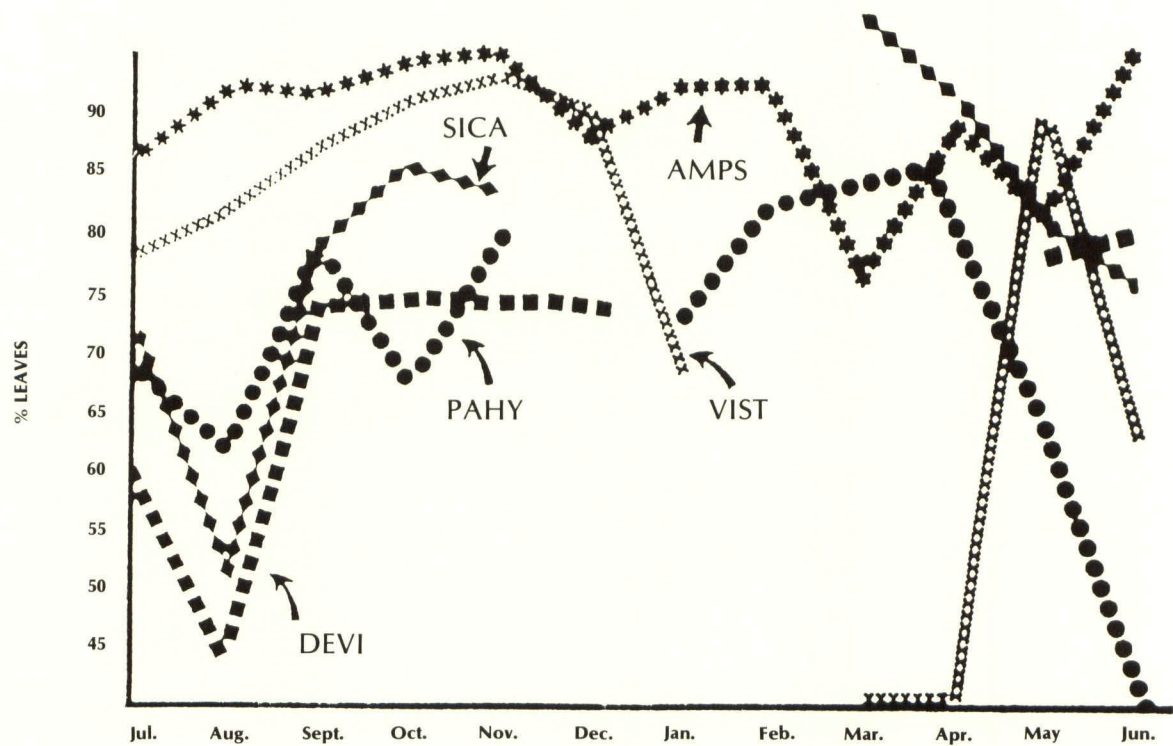 90
85
80
75
70
65
60
55
50
45
% LEAVES
SICA
AMPS
PAHY
VIST
DEVI
Jul. Aug. Sept. Oct. Nov. Dec. Jan. Feb. Mar. Apr. May Jun.